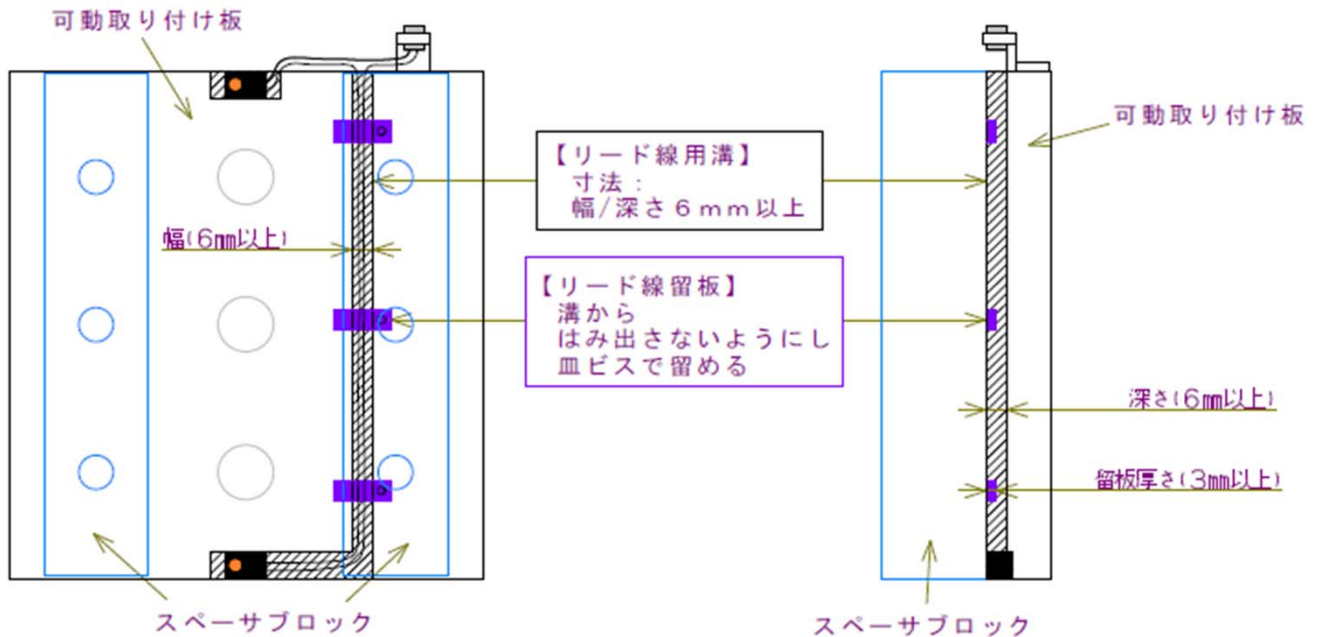 可動取り付け板
可動取り付け板
【リード線用溝】
寸法：
幅/深さ６ｍｍ以上
幅(6㎜以上)
【リード線留板】
溝から
はみ出さないようにし
皿ビスで留める
深さ(6㎜以上)
留板厚さ(3㎜以上)
スペーサブロック
スペーサブロック